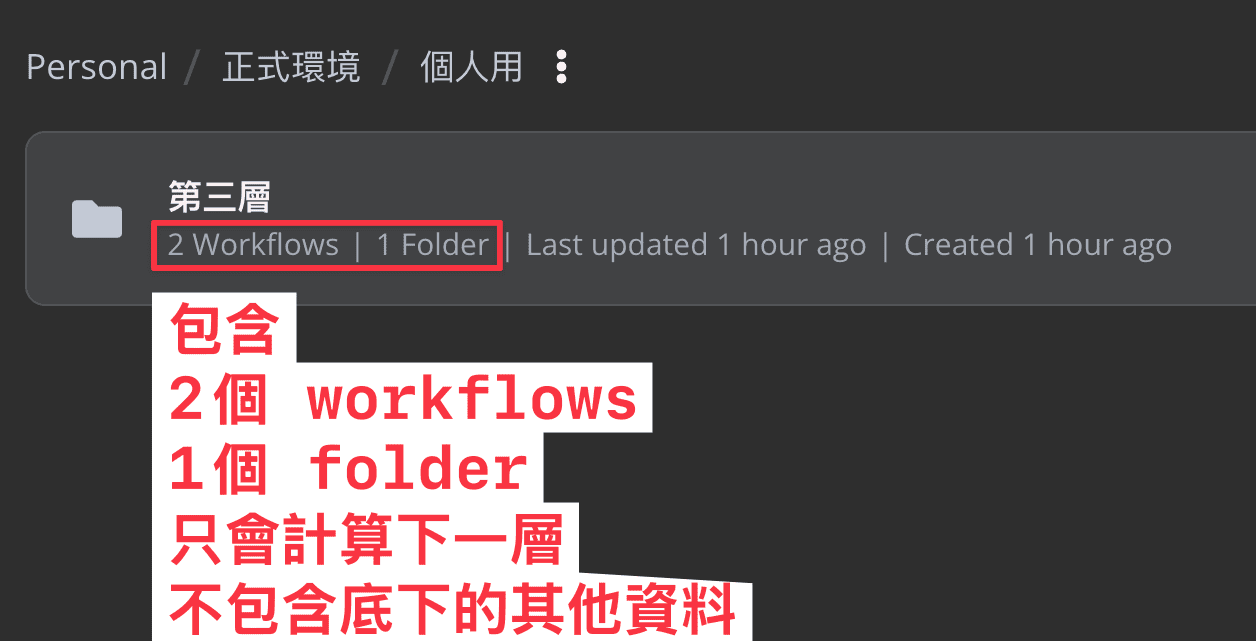 Personal / 正式環境 / 個人用
第三層
2 Workflows | 1 Folder | Last updated 1 hour ago | Created 1 hour ago
包含
2個 workflows
1個 folder
只會計算下一層
不包含底下的其他資料